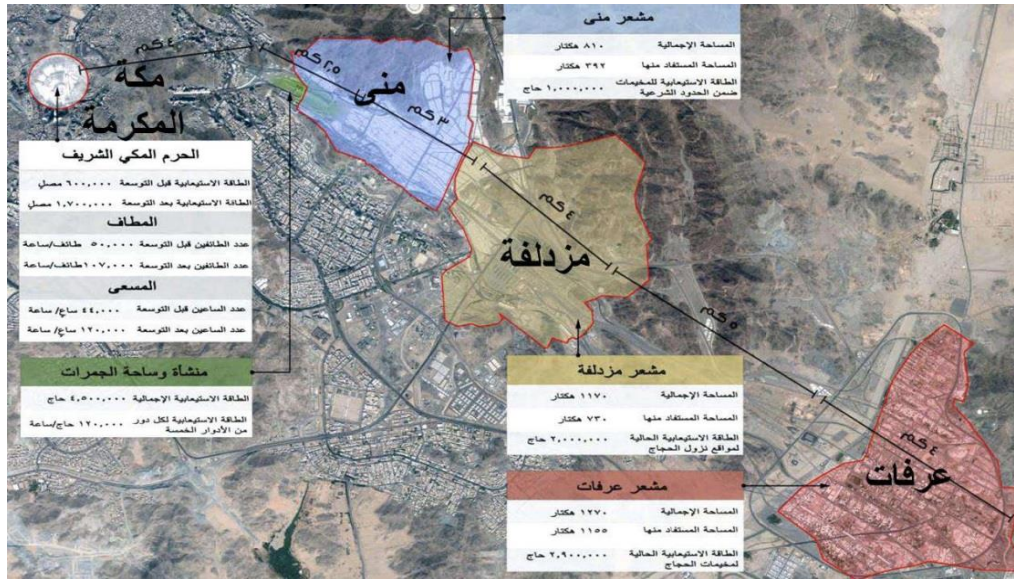 مشعر منى
المساحة الإجمالية ٨١٠ هكتار
المساحة المستفاد منها ٣٩٢ هكتار
الطاقة الاستيعابية للمخيمات ١,٠٠٠,٠٠٠ حاج
ضمن الحدود الشرعية
٤ كم
٢,٥ كم
منى
٣ كم
مكة
المكرمة
الحرم المكي الشريف
الطاقة الاستيعابية قبل التوسعة ٦٠٠,٠٠٠ مصلٍ
الطاقة الاستيعابية بعد التوسعة ١,٧٠٠,٠٠٠ مصلٍ
المطاف
عدد الطائفين قبل التوسعة ٥٠,٠٠٠ طائف/ساعة
عدد الطائفين بعد التوسعة ١٠٧,٠٠٠ طائف/ساعة
المسعى
عدد الساعين قبل التوسعة ٤٤,٠٠٠ ساعٍ/ساعة
عدد الساعين بعد التوسعة ١٢٠,٠٠٠ ساعٍ/ساعة
منشأة وساحة الجمرات
الطاقة الاستيعابية الإجمالية ٤,٥٠٠,٠٠٠ حاج
الطاقة الاستيعابية لكل دور ١٢٠,٠٠٠ حاج/ساعة
من الأدوار الخمسة
٤ كم
مزدلفة
٥ كم
مشعر مزدلفة
المساحة الإجمالية ١١٧٠ هكتار
المساحة المستفاد منها ٧٣٠ هكتار
الطاقة الاستيعابية الحالية ٢,٠٠٠,٠٠٠ حاج
لمواقع نزول الحجاج
٤ كم
عرفات
مشعر عرفات
المساحة الإجمالية ١٢٧٠ هكتار
المساحة المستفاد منها ١١٥٥ هكتار
الطاقة الاستيعابية الحالية ٢,٩٠٠,٠٠٠ حاج
لمخيمات الحجاج